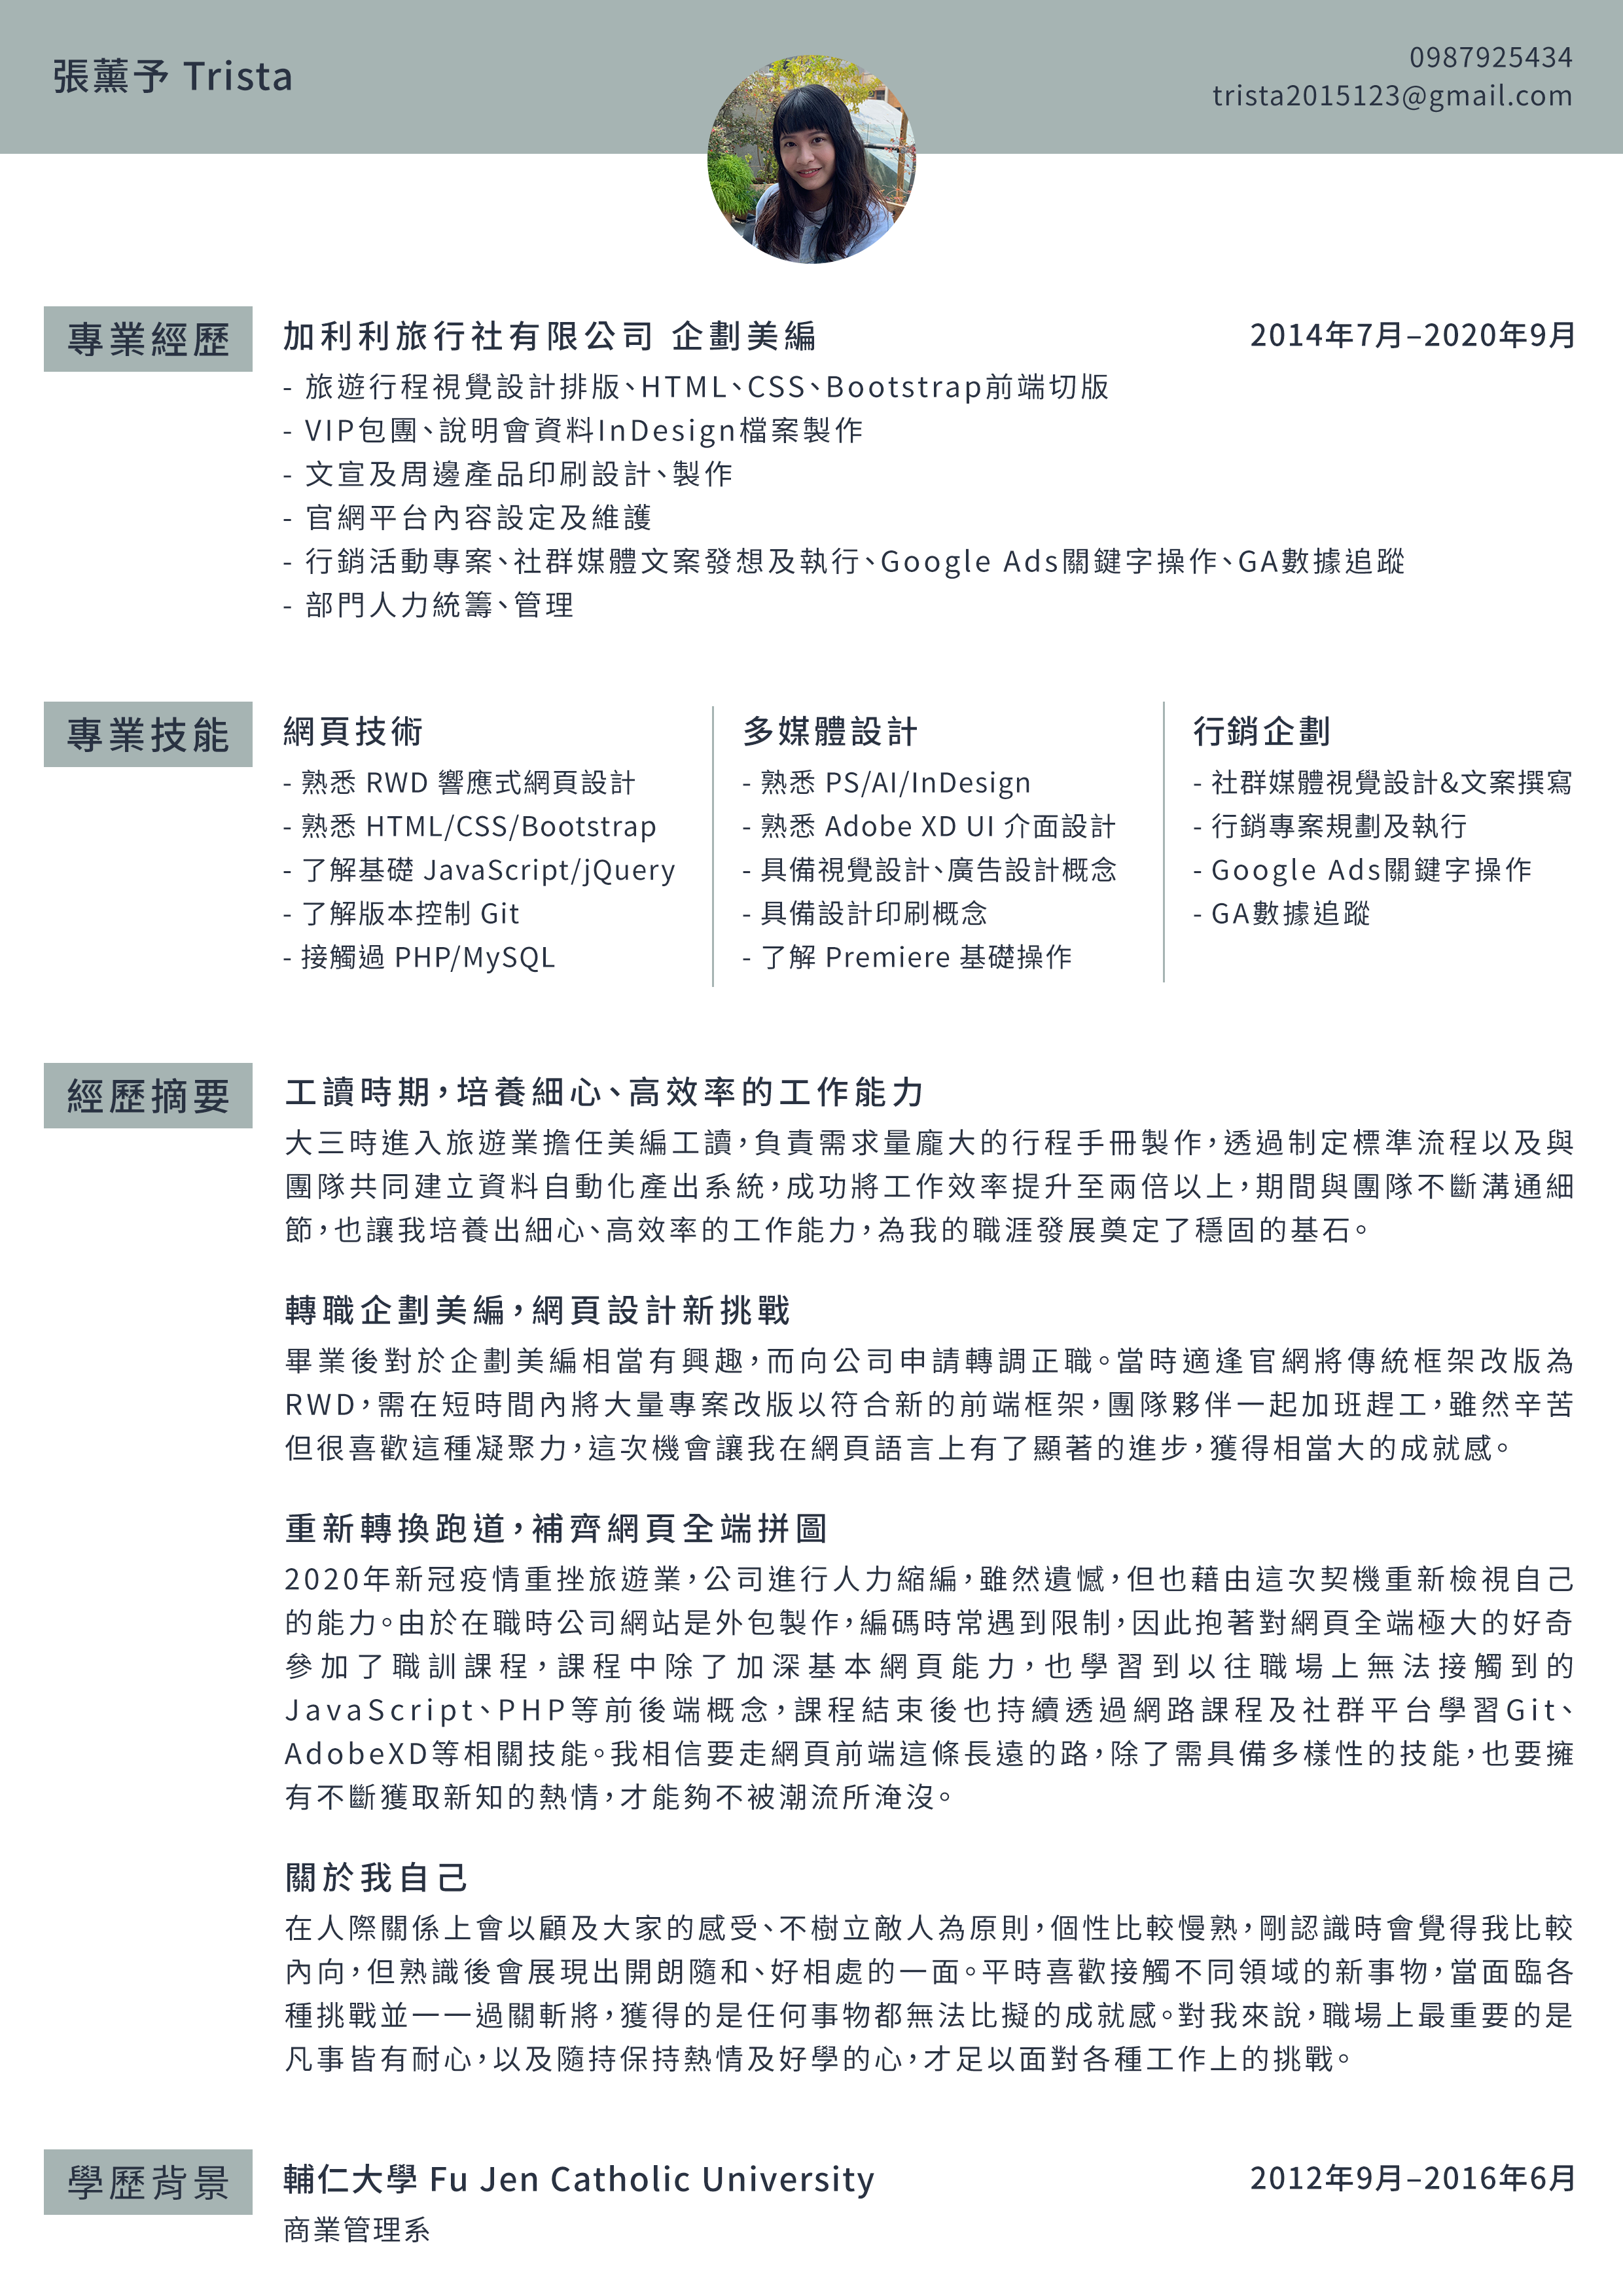 張薰予 Trista
0987925434
trista2015123@gmail.com
專業經歷
加利利旅行社有限公司 企劃美編
2014年7月–2020年9月
- 旅遊行程視覺設計排版、HTML、CSS、Bootstrap前端切版
- VIP包團、說明會資料InDesign檔案製作
- 文宣及周邊產品印刷設計、製作
- 官網平台內容設定及維護
- 行銷活動專案、社群媒體文案發想及執行、Google Ads關鍵字操作、GA數據追蹤
- 部門人力統籌、管理
專業技能
網頁技術
- 熟悉 RWD 響應式網頁設計
- 熟悉 HTML/CSS/Bootstrap
- 了解基礎 JavaScript/jQuery
- 了解版本控制 Git
- 接觸過 PHP/MySQL
多媒體設計
- 熟悉 PS/AI/InDesign
- 熟悉 Adobe XD UI 介面設計
- 具備視覺設計、廣告設計概念
- 具備設計印刷概念
- 了解 Premiere 基礎操作
行銷企劃
- 社群媒體視覺設計&文案撰寫
- 行銷專案規劃及執行
- Google Ads關鍵字操作
- GA數據追蹤
經歷摘要
工讀時期，培養細心、高效率的工作能力
大三時進入旅遊業擔任美編工讀，負責需求量龐大的行程手冊製作，透過制定標準流程以及與
團隊共同建立資料自動化產出系統，成功將工作效率提升至兩倍以上，期間與團隊不斷溝通細
節，也讓我培養出細心、高效率的工作能力，為我的職涯發展奠定了穩固的基石。
轉職企劃美編，網頁設計新挑戰
畢業後對於企劃美編相當有興趣，而向公司申請轉調正職。當時適逢官網將傳統框架改版為
RWD，需在短時間內將大量專案改版以符合新的前端框架，團隊夥伴一起加班趕工，雖然辛苦
但很喜歡這種凝聚力，這次機會讓我在網頁語言上有了顯著的進步，獲得相當大的成就感。
重新轉換跑道，補齊網頁全端拼圖
2020年新冠疫情重挫旅遊業，公司進行人力縮編，雖然遺憾，但也藉由這次契機重新檢視自己
的能力。由於在職時公司網站是外包製作，編碼時常遇到限制，因此抱著對網頁全端極大的好奇
參加了職訓課程，課程中除了加深基本網頁能力，也學習到以往職場上無法接觸到的
JavaScript、PHP等前後端概念，課程結束後也持續透過網路課程及社群平台學習Git、
AdobeXD等相關技能。我相信要走網頁前端這條長遠的路，除了需具備多樣性的技能，也要擁
有不斷獲取新知的熱情，才能夠不被潮流所淹沒。
關於我自己
在人際關係上會以顧及大家的感受、不樹立敵人為原則，個性比較慢熟，剛認識時會覺得我比較
內向，但熟識後會展現出開朗隨和、好相處的一面。平時喜歡接觸不同領域的新事物，當面臨各
種挑戰並一一過關斬將，獲得的是任何事物都無法比擬的成就感。對我來說，職場上最重要的是
凡事皆有耐心，以及隨持保持熱情及好學的心，才足以面對各種工作上的挑戰。
學歷背景
輔仁大學 Fu Jen Catholic University
2012年9月–2016年6月
商業管理系